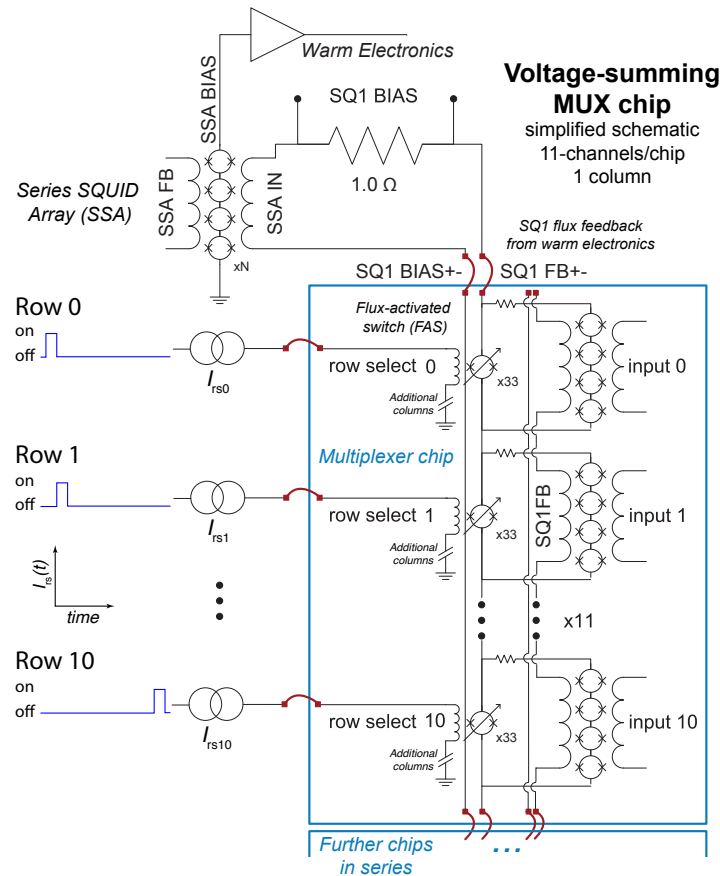 Warm Electronics
SSA BIAS
SQ1 BIAS
Voltage-summing
MUX chip
simplified schematic
11-channels/chip
1 column
Series SQUID
Array (SSA)
SSA FB
SSA IN
1.0 Ω
xN
SQ1 flux feedback
from warm electronics
SQ1 BIAS+-
SQ1 FB+-
Row 0
on
off
Irs0
Flux-activated
switch (FAS)
row select 0
x33
input 0
Additional
columns
Multiplexer chip
Row 1
on
off
Irs1
row select 1
x33
SQ1FB
input 1
Additional
columns
Irs(t)
time
x11
Row 10
on
off
Irs10
row select 10
x33
input 10
Additional
columns
Further chips
in series
...